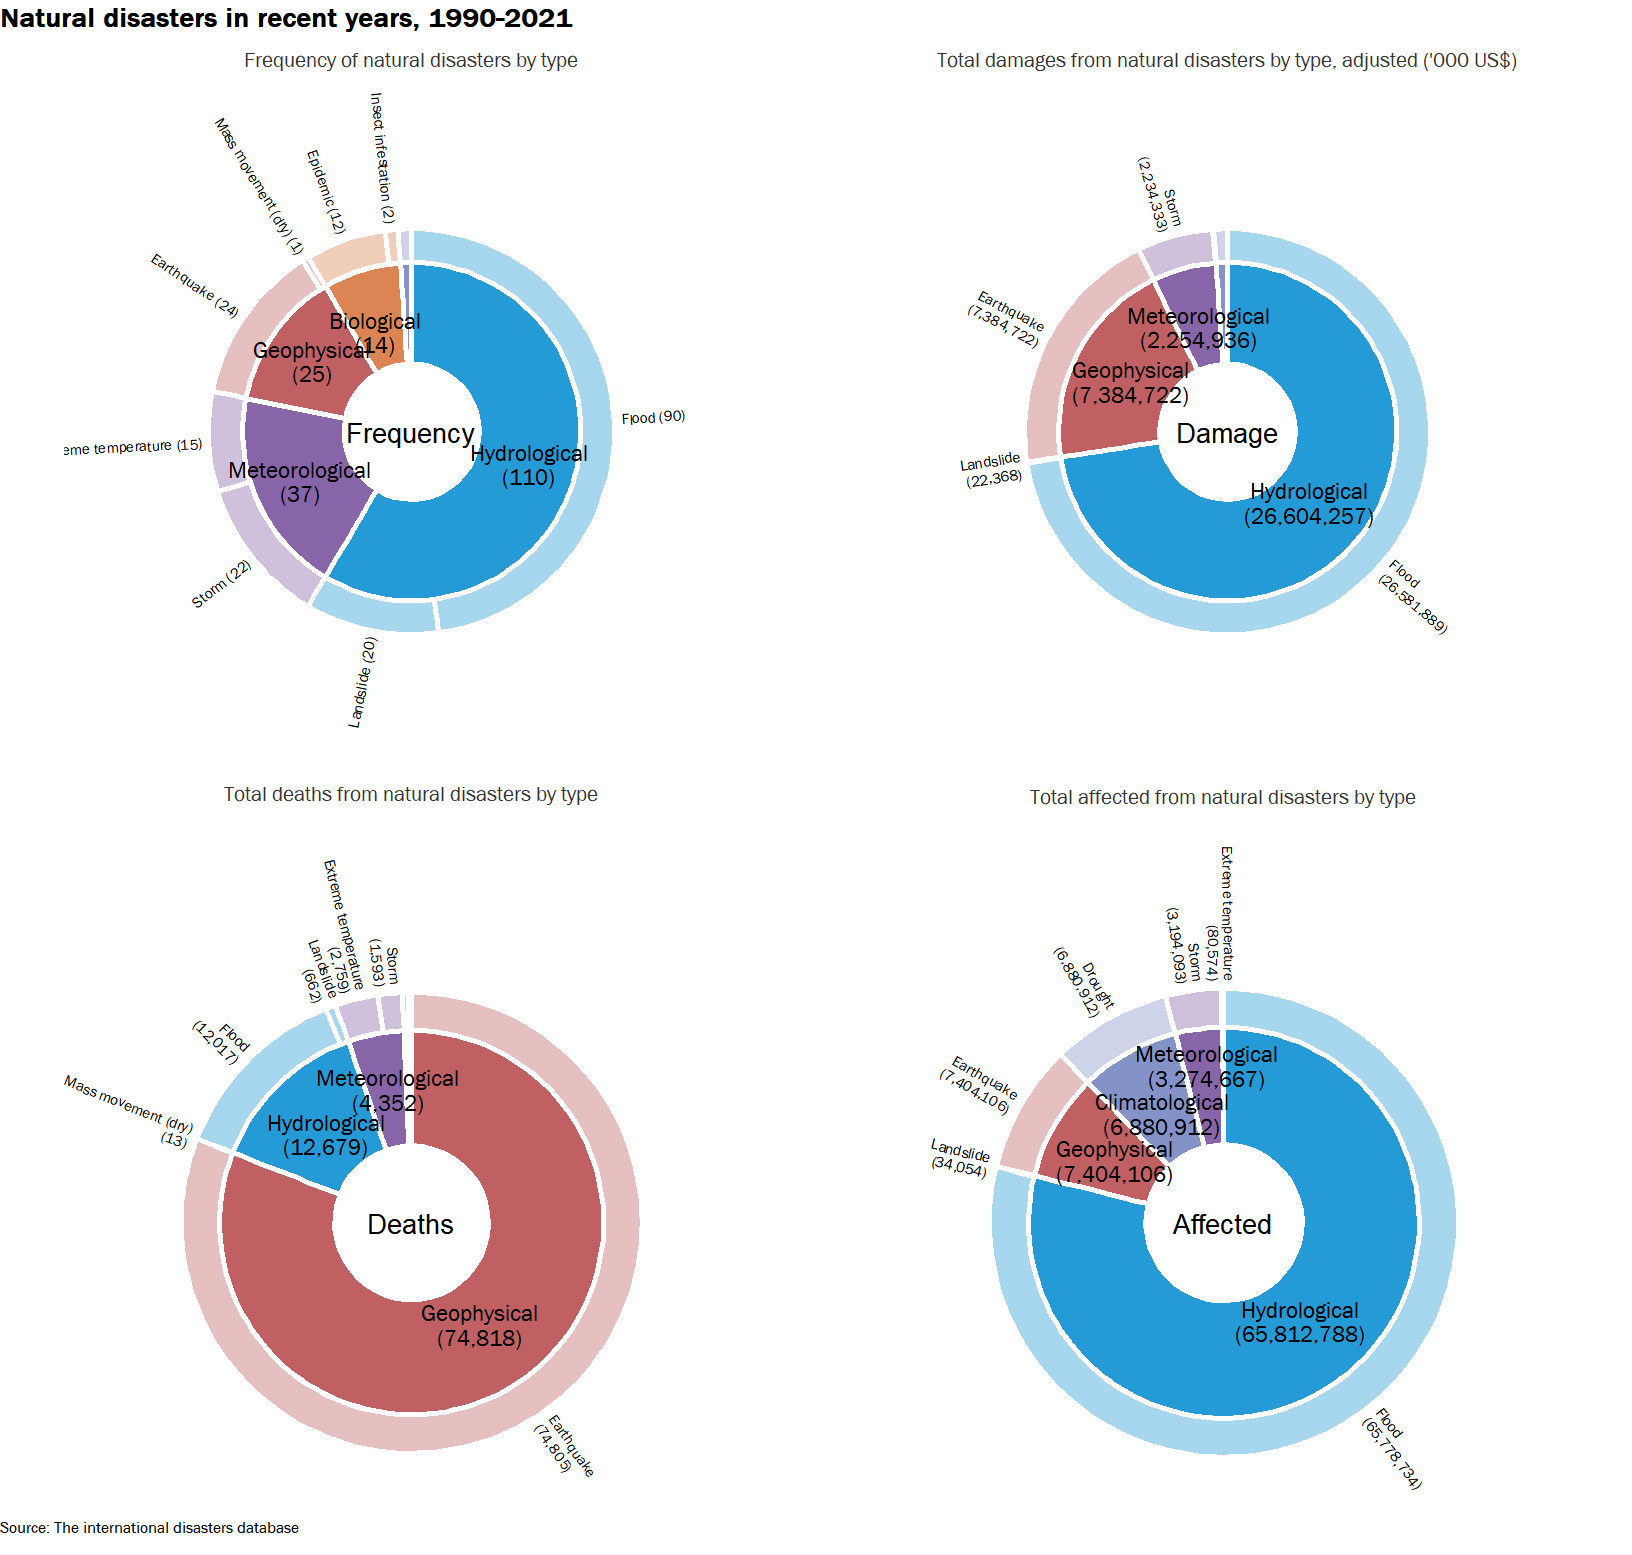 Natural disasters in recent years, 1990-2021
Frequency of natural disasters by type
Insect infestation (2)
Epidemic (12)
Mass movement (dry) (1)
Earthquake (24)
eme temperature (15)
Storm (22)
Landslide (20)
Flood (90)
Biological
(14)
Geophysical
(25)
Meteorological
(37)
Hydrological
(110)
Frequency
Total damages from natural disasters by type, adjusted ('000 US$)
Storm
(2,234,333)
Earthquake
(7,384,722)
Landslide
(22,368)
Flood
(26,581,889)
Meteorological
(2,254,936)
Geophysical
(7,384,722)
Hydrological
(26,604,257)
Damage
Total deaths from natural disasters by type
Storm
(1,593)
Extreme temperature
(2,759)
Landslide
(662)
Flood
(12,017)
Mass movement (dry)
(13)
Earthquake
(74,805)
Meteorological
(4,352)
Hydrological
(12,679)
Geophysical
(74,818)
Deaths
Total affected from natural disasters by type
Extreme temperature
(80,574)
Storm
(3,194,093)
Drought
(6,880,912)
Earthquake
(7,404,106)
Landslide
(34,054)
Flood
(65,778,734)
Meteorological
(3,274,667)
Climatological
(6,880,912)
Geophysical
(7,404,106)
Hydrological
(65,812,788)
Affected
Source: The international disasters database